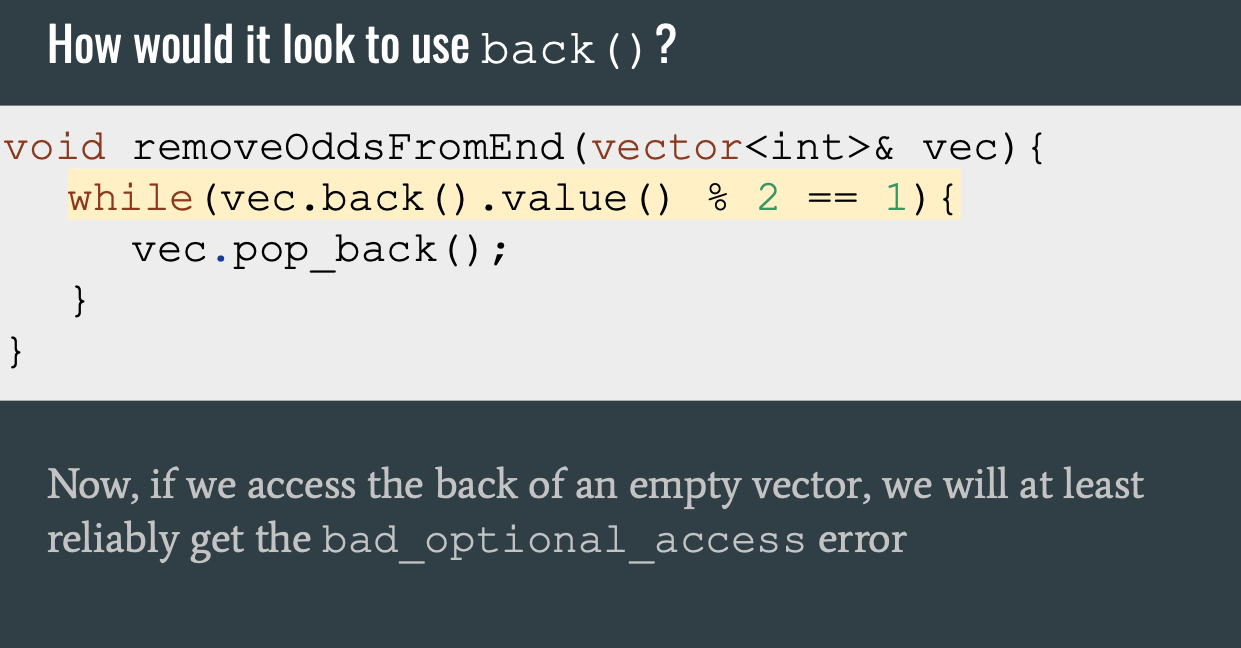 How would it look to use back()?
void removeOddsFromEnd(vector<int>& vec){
while(vec.back().value() % 2 == 1){
vec.pop_back();
}
}
Now, if we access the back of an empty vector, we will at least
reliably get the bad_optional_access error